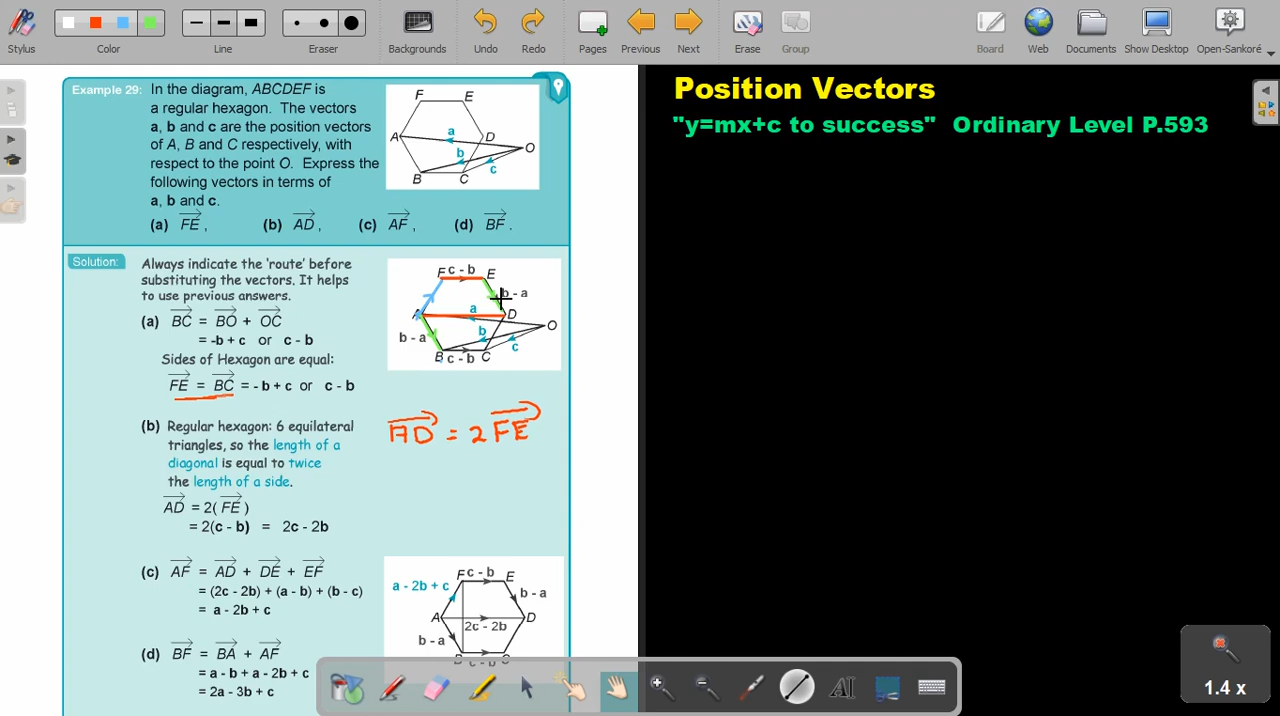 Stylus Color Line Eraser Backgrounds Undo Redo Pages Previous Next Erase Group Board Web Documents Show Desktop Open-Sankoré
Example 29: In the diagram, ABCDEF is
a regular hexagon. The vectors
a, b and c are the position vectors
of A, B and C respectively, with
respect to the point O. Express the
following vectors in terms of
a, b and c.
(a) FE, (b) AD, (c) AF, (d) BF.
F E
A a D
b O
c
B C
Solution: Always indicate the 'route' before
substituting the vectors. It helps
to use previous answers.
(a) BC = BO + OC
= -b + c or c - b
Sides of Hexagon are equal:
FE = BC = - b + c or c - b
F c - b E
b - a
a
A D
b O
b - a c
B c - b C
(b) Regular hexagon: 6 equilateral
triangles, so the length of a
diagonal is equal to twice
the length of a side.
AD = 2( FE )
= 2(c - b) = 2c - 2b
AD = 2 FE
(c) AF = AD + DE + EF
= (2c - 2b) + (a - b) + (b - c)
= a - 2b + c
(d) BF = BA + AF
= a - b + a - 2b + c
= 2a - 3b + c
F c - b E
a - 2b + c b - a
A D
2c - 2b
b - a
B c - b C
Position Vectors
"y=mx+c to success" Ordinary Level P.593
1.4 x